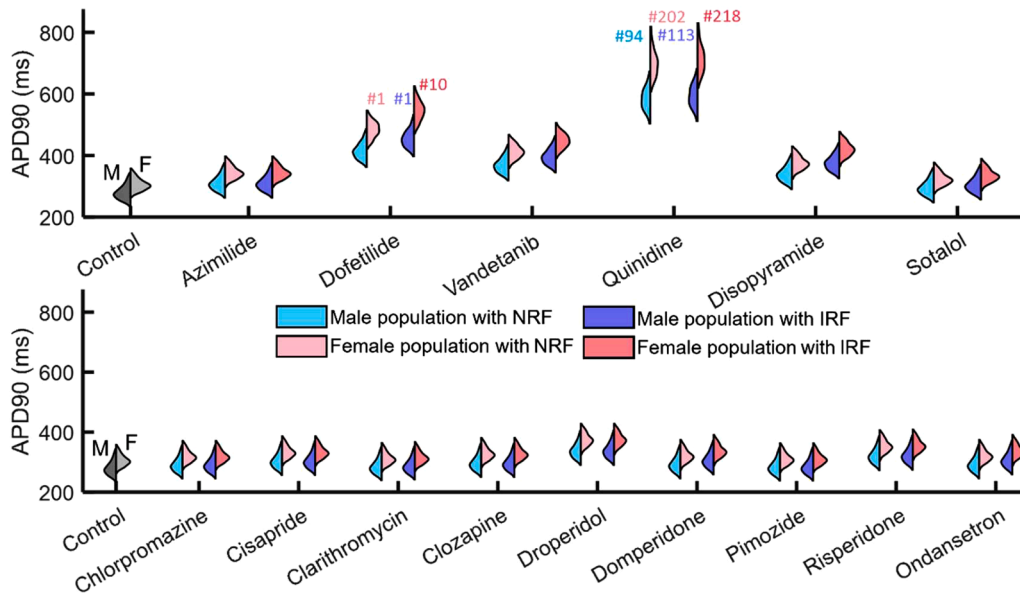 800
600
400
200
APD90 (ms)
M F
#1 #1 #10
#94 #202 #113 #218
Control
Azimilide
Dofetilide
Vandetanib
Quinidine
Disopyramide
Sotalol
800
600
400
200
APD90 (ms)
M F
Male population with NRF
Male population with IRF
Female population with NRF
Female population with IRF
Control
Chlorpromazine
Cisapride
Clarithromycin
Clozapine
Droperidol
Domperidone
Pimozide
Risperidone
Ondansetron